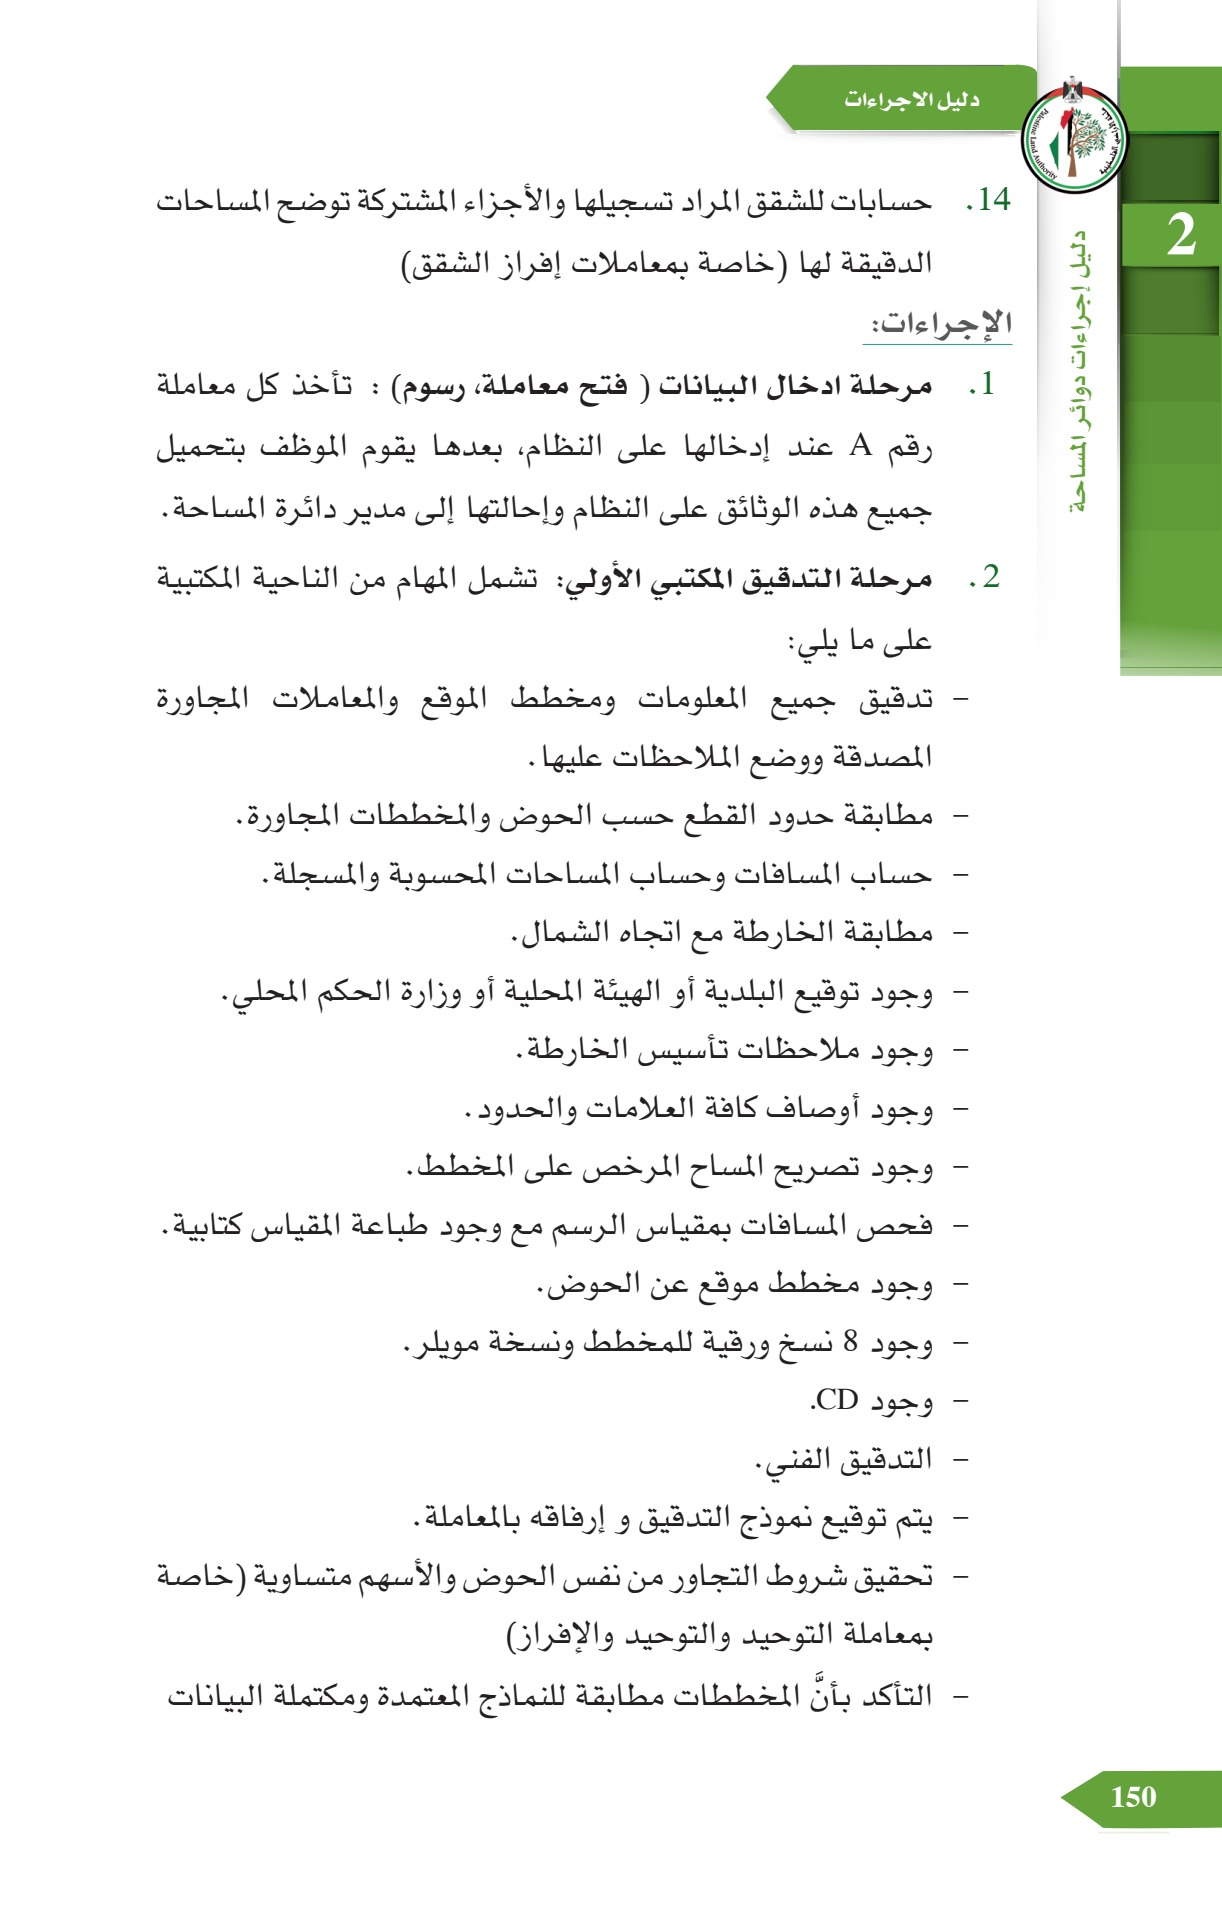 دليل الاجراءات
Palestine Land Authority
2
دليل إجراءات دوائر المساحة
14. حسابات للشقق المراد تسجيلها والأجزاء المشتركة توضح المساحات
الدقيقة لها (خاصة بمعاملات إفراز الشقق)
الإجراءات:
1. مرحلة ادخال البيانات ( فتح معاملة، رسوم) : تأخذ كل معاملة
رقم A عند إدخالها على النظام، بعدها يقوم الموظف بتحميل
جميع هذه الوثائق على النظام وإحالتها إلى مدير دائرة المساحة.
2. مرحلة التدقيق المكتبي الأولي: تشمل المهام من الناحية المكتبية
على ما يلي:
– تدقيق جميع المعلومات ومخطط الموقع والمعاملات المجاورة
المصدقة ووضع الملاحظات عليها.
– مطابقة حدود القطع حسب الحوض والمخططات المجاورة.
– حساب المسافات وحساب المساحات المحسوبة والمسجلة.
– مطابقة الخارطة مع اتجاه الشمال.
– وجود توقيع البلدية أو الهيئة المحلية أو وزارة الحكم المحلي.
– وجود ملاحظات تأسيس الخارطة.
– وجود أوصاف كافة العلامات والحدود.
– وجود تصريح المساح المرخص على المخطط.
– فحص المسافات بمقياس الرسم مع وجود طباعة المقياس كتابية.
– وجود مخطط موقع عن الحوض.
– وجود 8 نسخ ورقية للمخطط ونسخة مويلر.
– وجود CD.
– التدقيق الفني.
– يتم توقيع نموذج التدقيق و إرفاقه بالمعاملة.
– تحقيق شروط التجاور من نفس الحوض والأسهم متساوية (خاصة
بمعاملة التوحيد والتوحيد والإفراز)
– التأكد بأنَّ المخططات مطابقة للنماذج المعتمدة ومكتملة البيانات
150